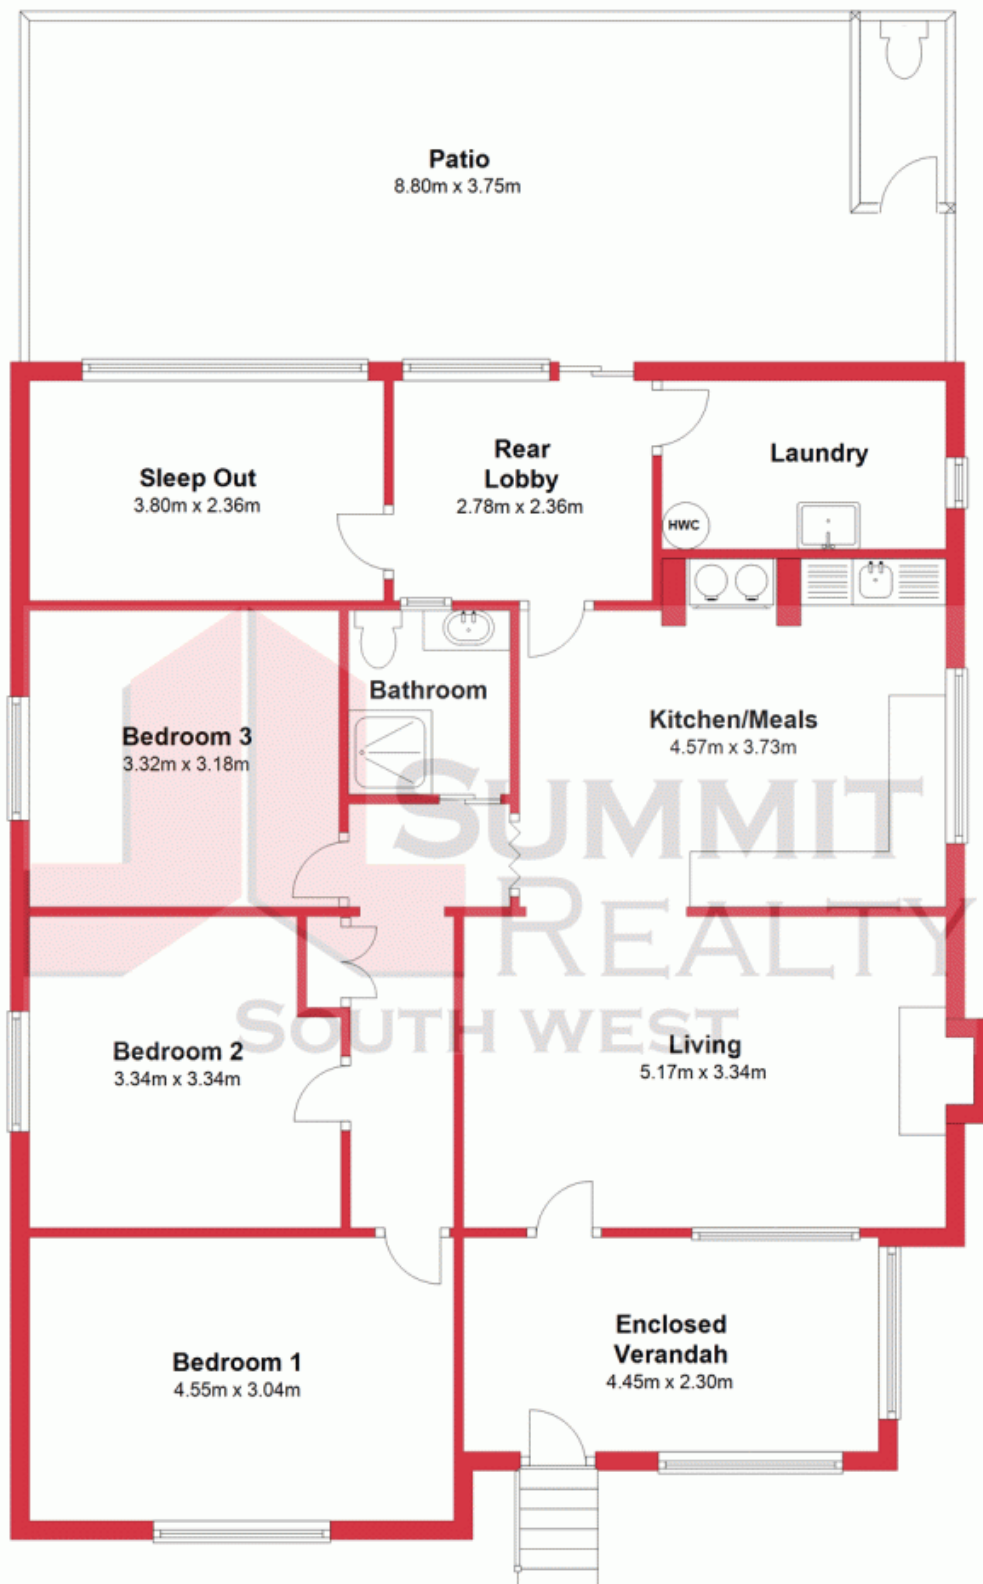 Patio
8.80m x 3.75m
Rear
Lobby
2.78m x 2.36m
Laundry
Sleep Out
3.80m x 2.36m
HWC
Bathroom
Kitchen/Meals
4.57m x 3.73m
Bedroom 3
3.32m x 3.18m
SUMMIT
REALTY
SOUTH WEST
Bedroom 2
3.34m x 3.34m
Living
5.17m x 3.34m
Enclosed
Verandah
4.45m x 2.30m
Bedroom 1
4.55m x 3.04m